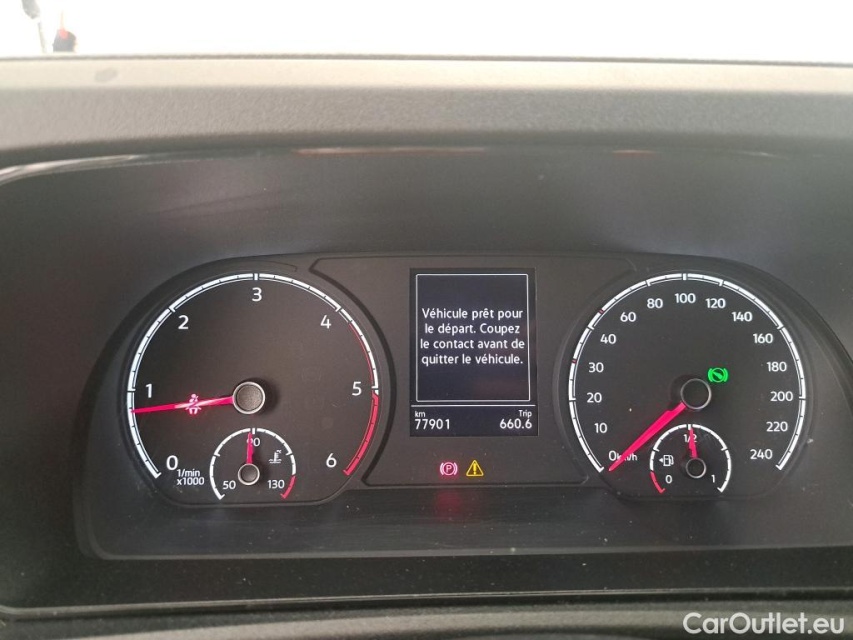 Véhicule prêt pour
le départ. Coupez
le contact avant de
quitter le véhicule.
km Trip
77901 660.6
0 1 2 3 4 5 6
1/min
x1000
50 90 130
0 km/h 10 20 30 40 60 80 100 120 140 160 180 200 220 240
0 1/2 1
P
CarOutlet.eu